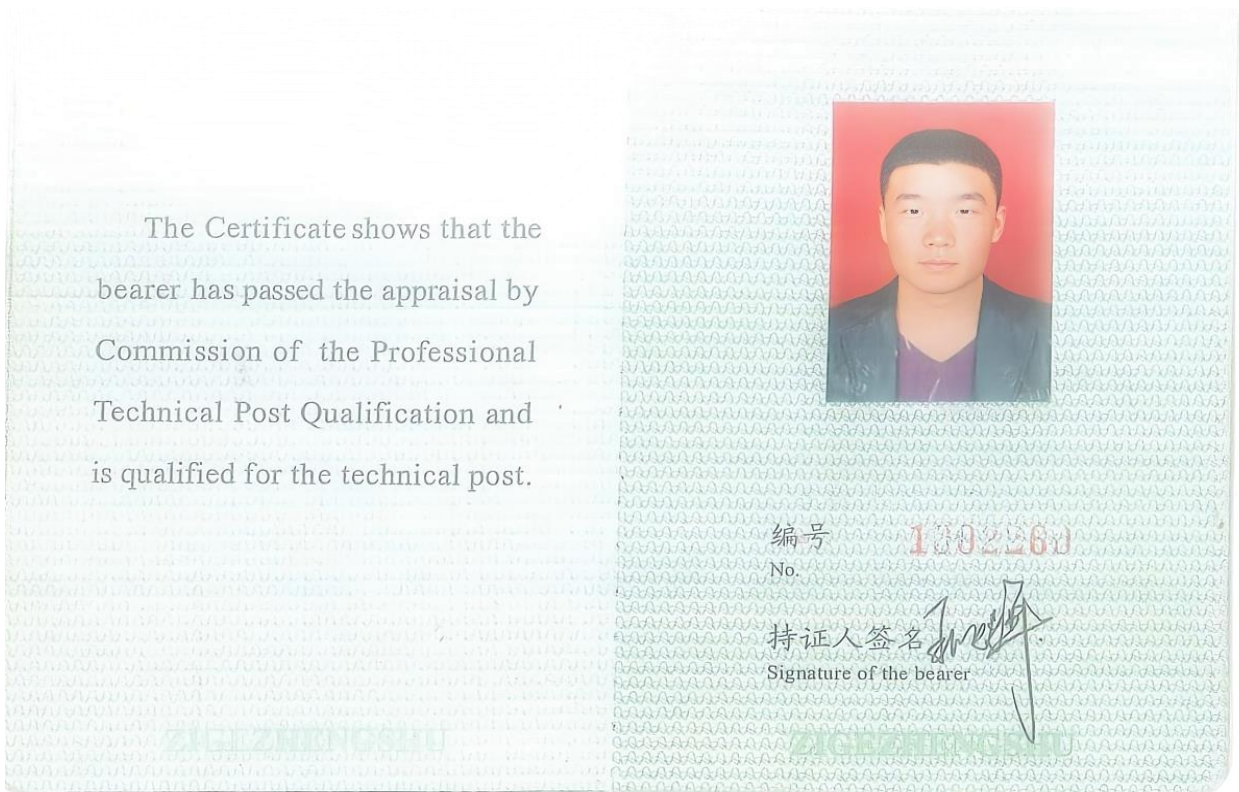 The Certificate shows that the
bearer has passed the appraisal by
Commission of the Professional
Technical Post Qualification and
is qualified for the technical post.
ZIGEZHENGSHU
编号
No.
持证人签名
Signature of the bearer
ZIGEZHENGSHU